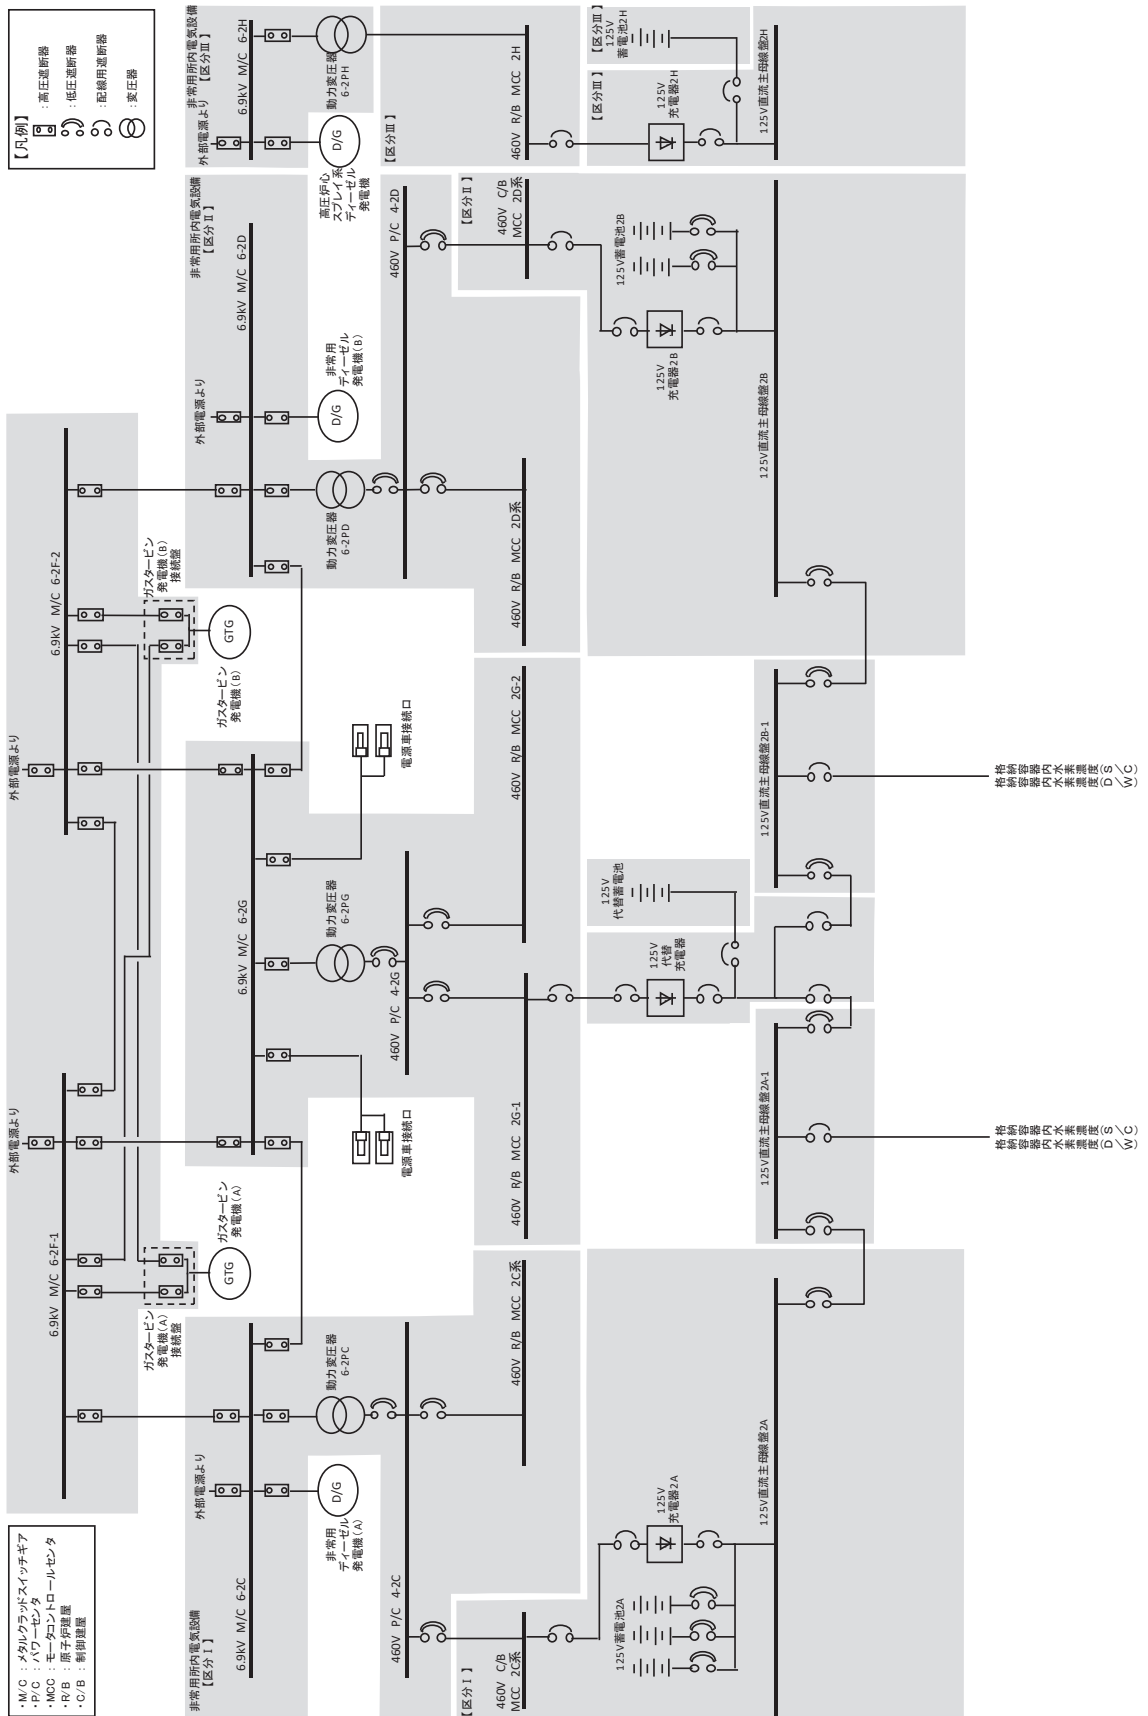 ・M/C : メタルクラッドスイッチギア
・P/C : パワーセンタ
・MCC : モータコントロールセンタ
・R/B : 原子炉建屋
・C/B : 制御建屋
【凡例】
: 高圧遮断器
: 低圧遮断器
: 配線用遮断器
: 変圧器
外部電源より
外部電源より
6.9kV M/C 6-2F-1
6.9kV M/C 6-2F-2
ガスタービン
発電機(A)
接続盤
GTG
ガスタービン
発電機(A)
ガスタービン
発電機(B)
接続盤
GTG
ガスタービン
発電機(B)
非常用所内電気設備
【区分Ⅰ】
外部電源より
6.9kV M/C 6-2C
6.9kV M/C 6-2G
非常用所内電気設備
【区分Ⅱ】
外部電源より
6.9kV M/C 6-2D
非常用所内電気設備
【区分Ⅲ】
外部電源より
6.9kV M/C 6-2H
非常用
ディーゼル
発電機(A)
D/G
動力変圧器
6-2PC
電源車接続口
動力変圧器
6-2PG
電源車接続口
動力変圧器
6-2PD
D/G
非常用
ディーゼル
発電機(B)
高圧炉心
スプレイ系
ディーゼル
発電機
D/G
動力変圧器
6-2PH
460V P/C 4-2C
460V P/C 4-2G
460V P/C 4-2D
【区分Ⅲ】
【区分Ⅰ】
460V C/B
MCC 2C系
460V R/B MCC 2C系
460V R/B MCC 2G-1
460V R/B MCC 2G-2
460V R/B MCC 2D系
【区分Ⅱ】
460V C/B
MCC 2D系
460V R/B MCC 2H
125V蓄電池2A
125V
充電器2A
125V
代替
充電器
125V
代替蓄電池
125V
充電器2B
125V蓄電池2B
【区分Ⅲ】
125V
充電器2H
【区分Ⅲ】
125V
蓄電池2H
125V直流主母線盤2A
125V直流主母線盤2A-1
125V直流主母線盤2B-1
125V直流主母線盤2B
125V直流主母線盤2H
格納容器内水素濃度(S/C)
格納容器内水素濃度(D/W)
格納容器内水素濃度(S/C)
格納容器内水素濃度(D/W)